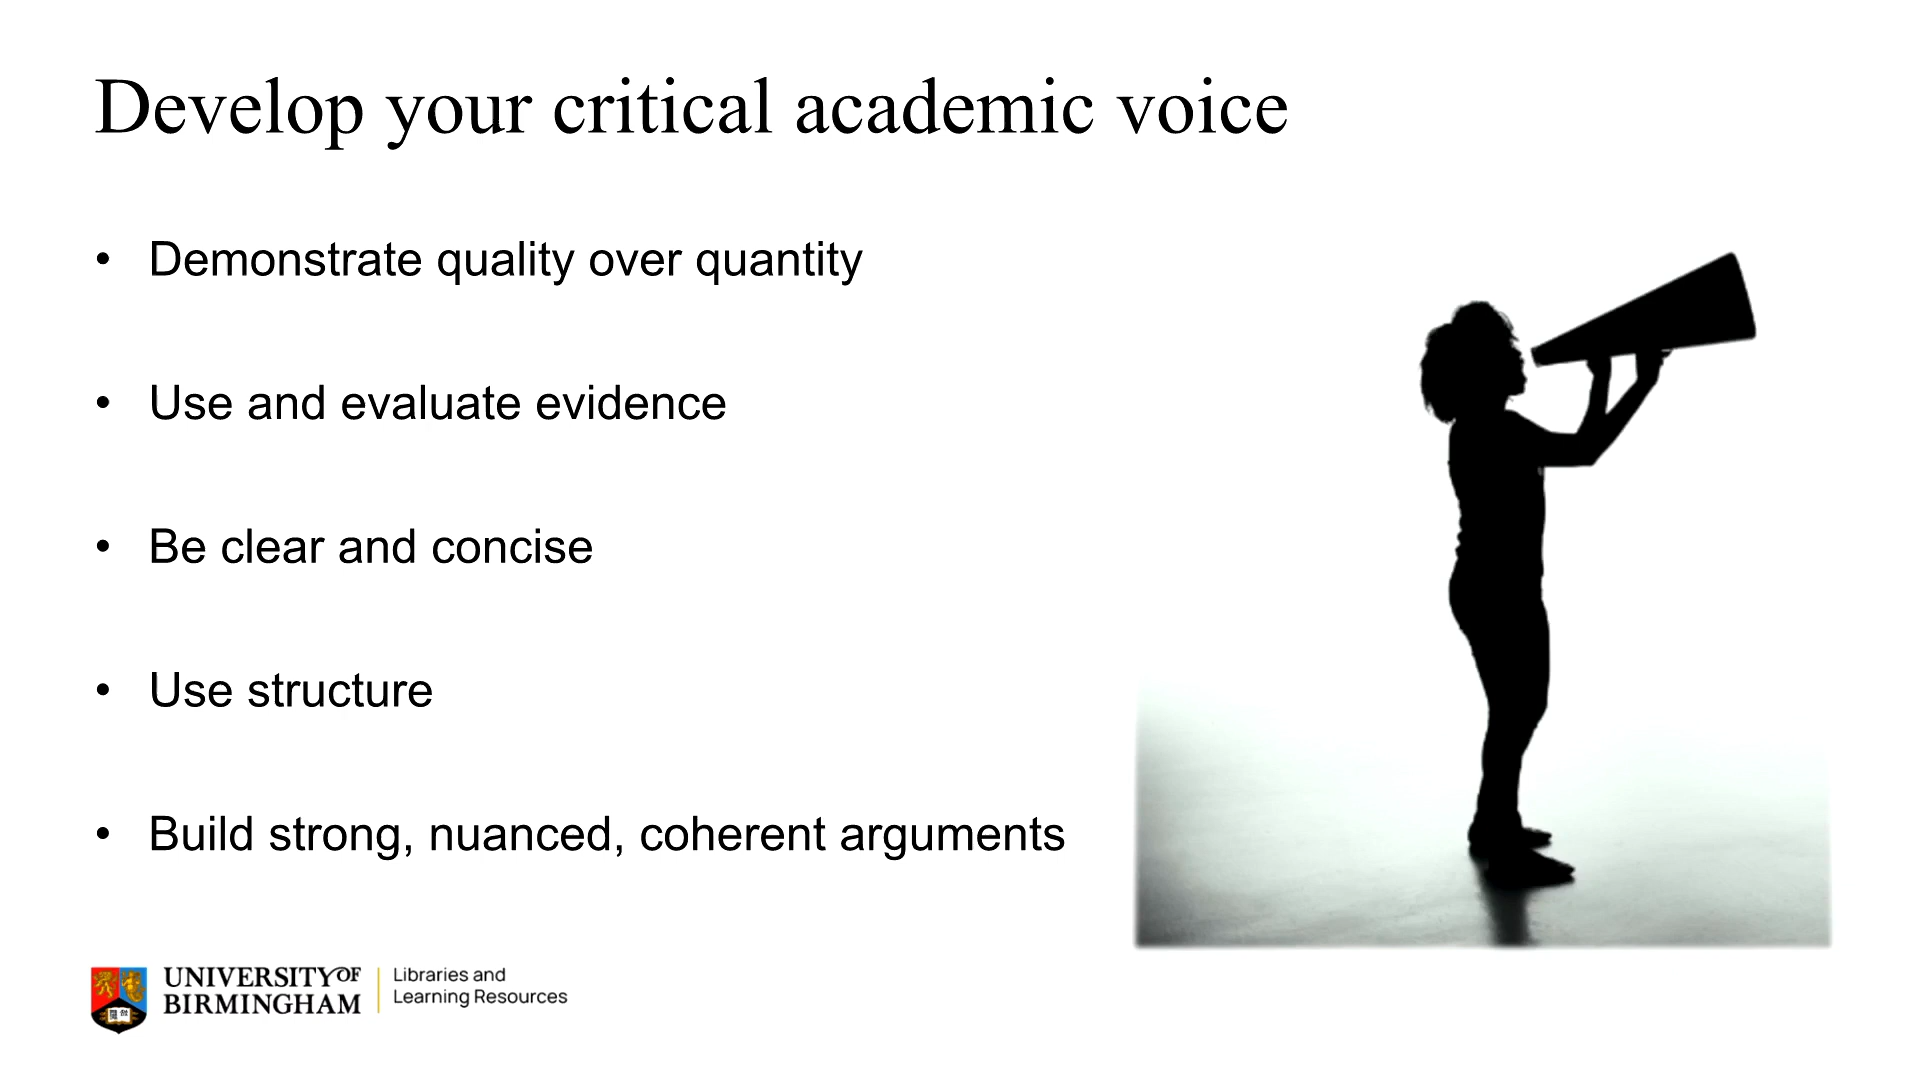 Develop your critical academic voice
• Demonstrate quality over quantity
• Use and evaluate evidence
• Be clear and concise
• Use structure
• Build strong, nuanced, coherent arguments
UNIVERSITY OF
BIRMINGHAM
Libraries and
Learning Resources